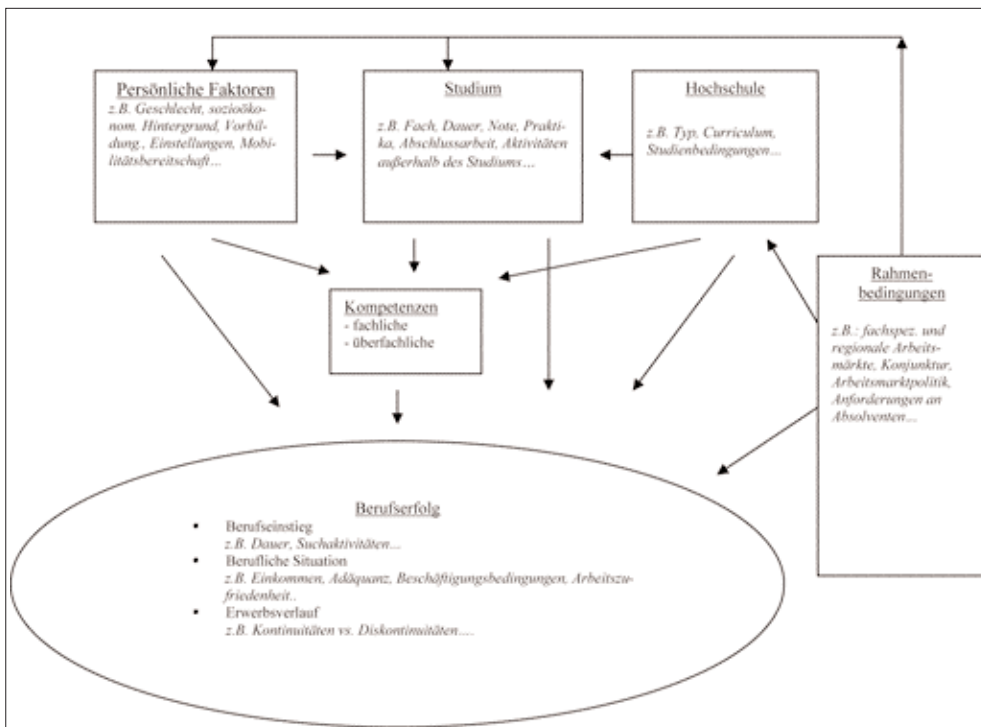 Persönliche Faktoren
z.B. Geschlecht, sozioöko-
nom. Hintergrund, Vorbil-
dung., Einstellungen, Mobi-
litätsbereitschaft…
Studium
z.B. Fach, Dauer, Note, Prakti-
ka, Abschlussarbeit, Aktivitäten
außerhalb des Studiums…
Hochschule
z.B. Typ, Curriculum,
Studienbedingungen…
Rahmen-
bedingungen
z.B.: fachspez. und
regionale Arbeits-
märkte, Konjunktur,
Arbeitsmarktpolitik,
Anforderungen an
Absolventen…
Kompetenzen
- fachliche
- überfachliche
Berufserfolg
• Berufseinstieg
z.B. Dauer, Suchaktivitäten…
• Berufliche Situation
z.B. Einkommen, Adäquanz, Beschäftigungsbedingungen, Arbeitszu-
friedenheit..
• Erwerbsverlauf
z.B. Kontinuitäten vs. Diskontinuitäten….